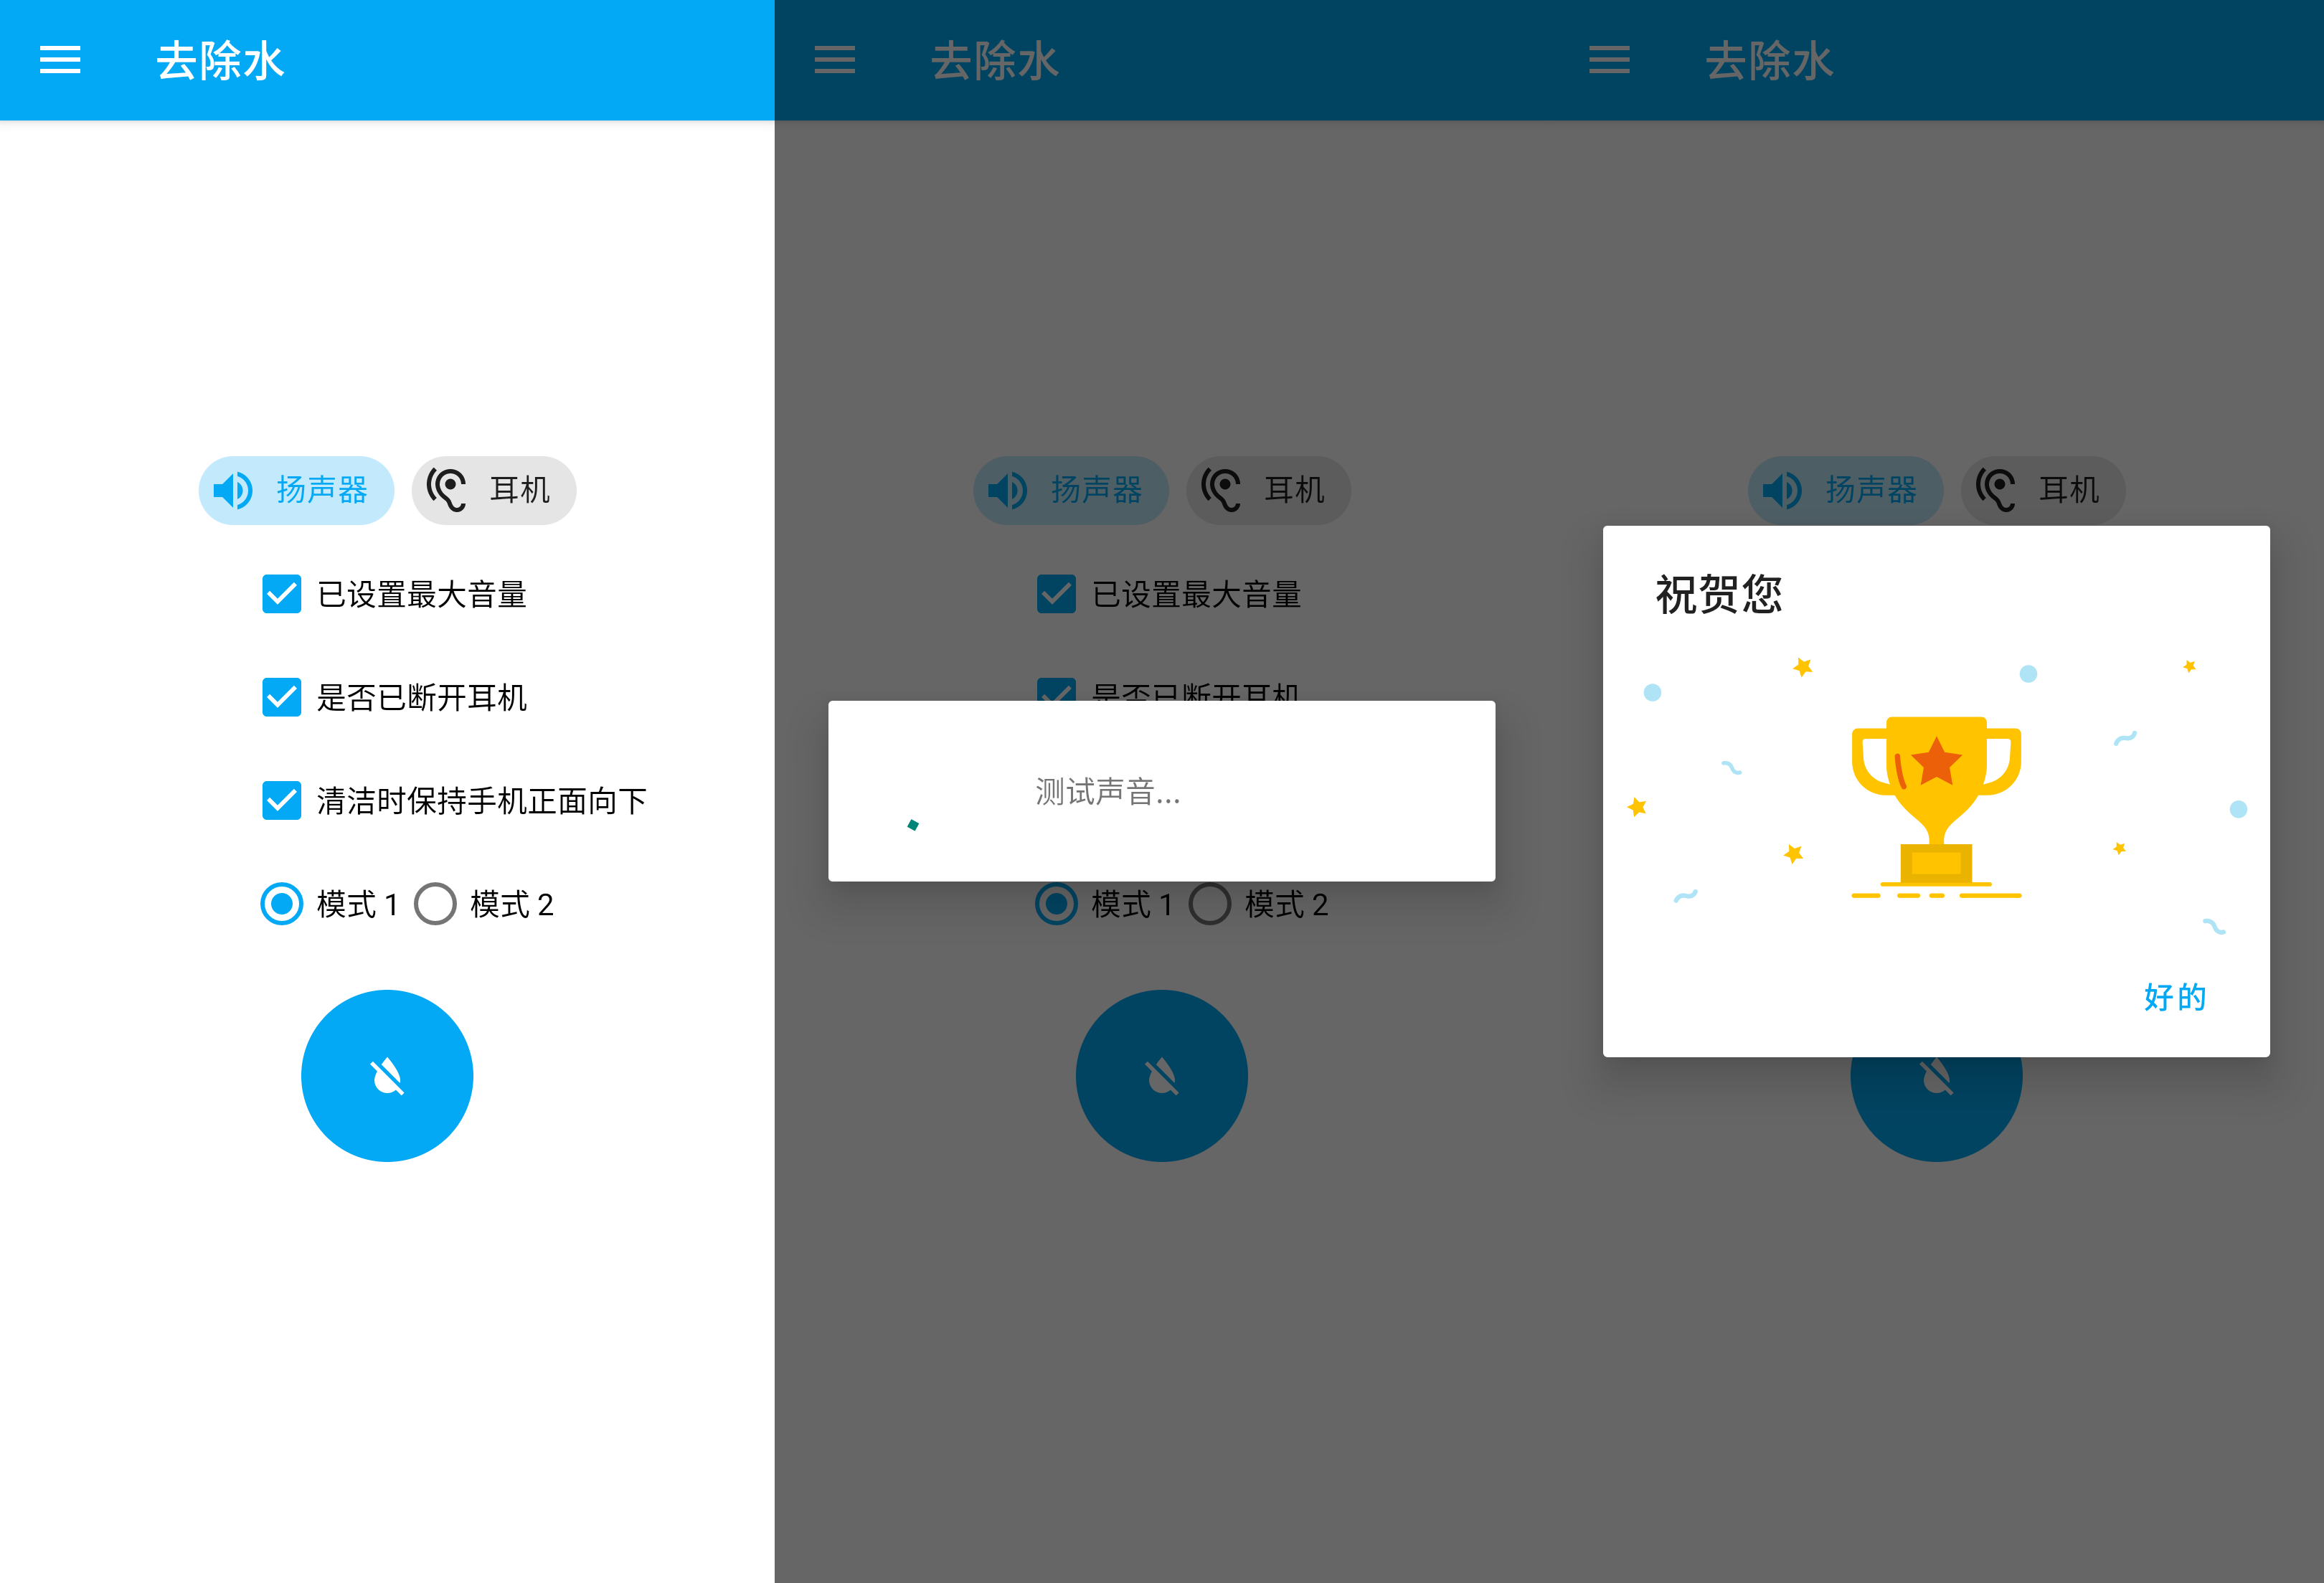 去除水
扬声器 耳机
已设置最大音量
是否已断开耳机
清洁时保持手机正面向下
模式 1 模式 2
去除水
扬声器 耳机
已设置最大音量
是否已断开耳机
测试声音...
模式 1 模式 2
去除水
扬声器 耳机
祝贺您
好的